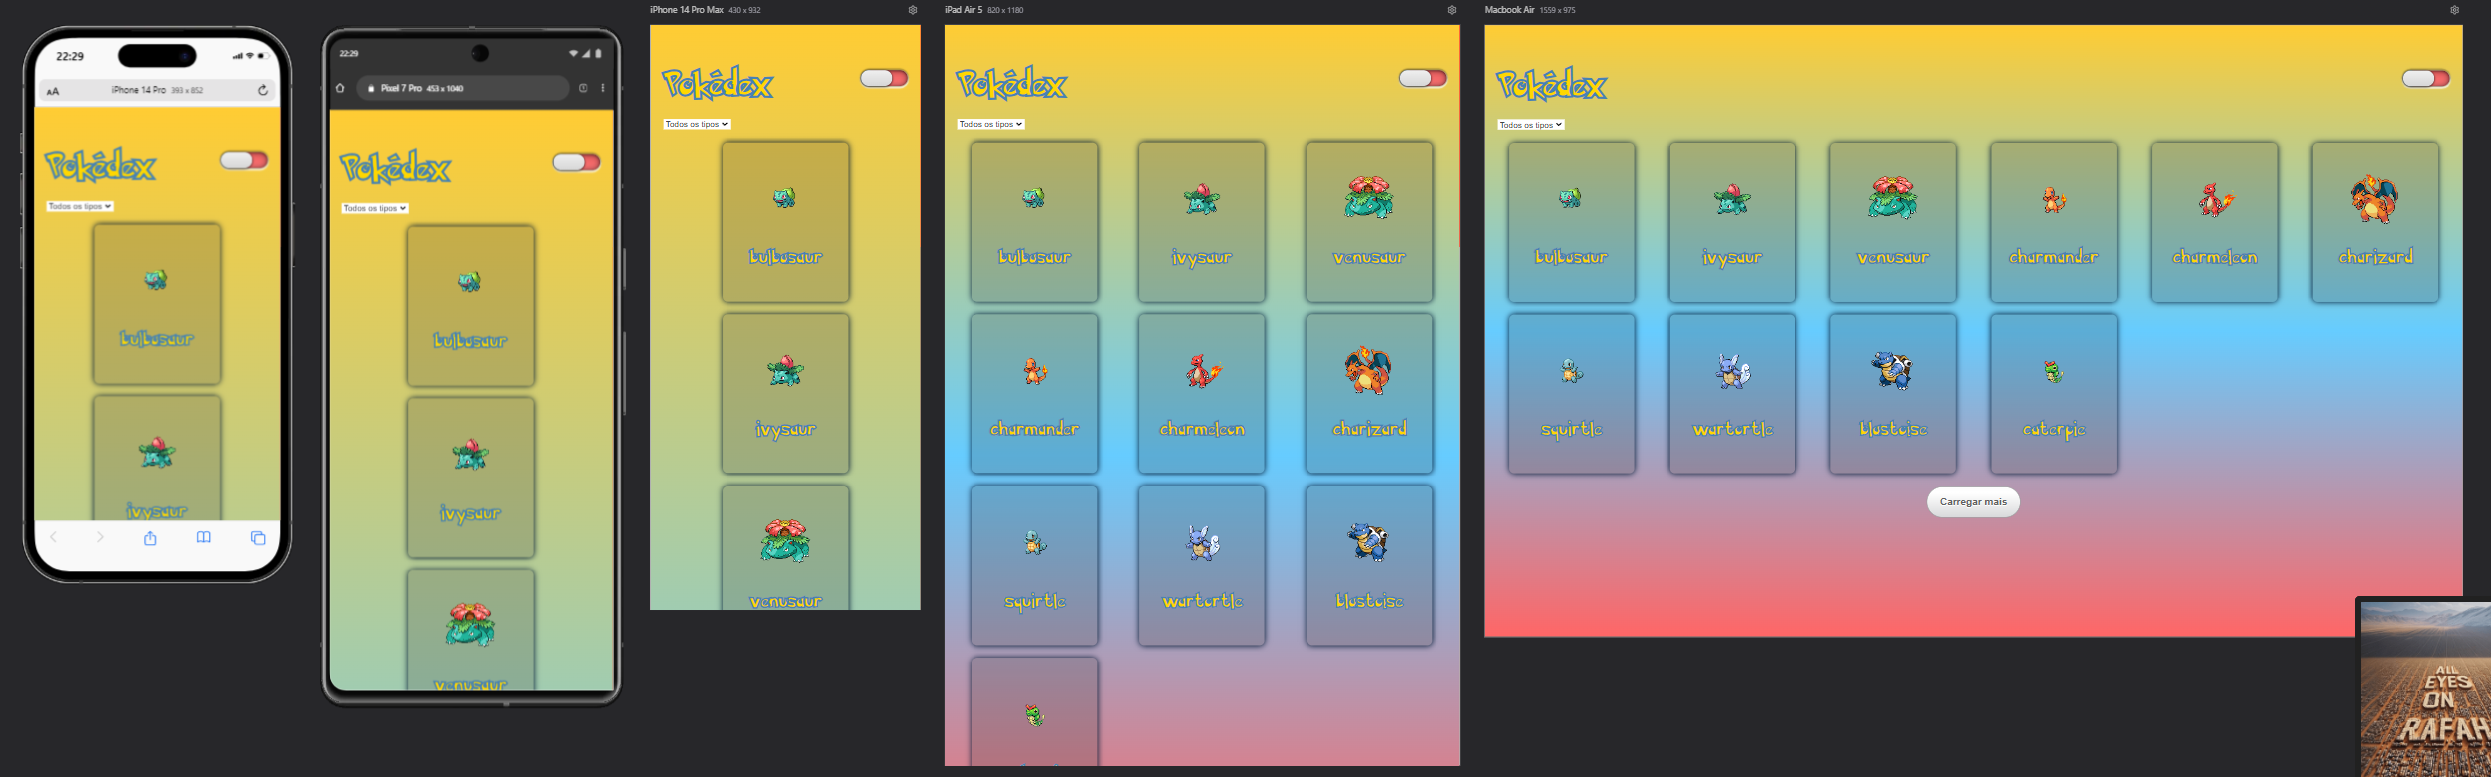 22:29
AA iPhone 14 Pro 393 x 852
Pokédex
Todos os tipos
bulbasaur
ivysaur
22:29
Pixel 7 Pro 453 x 1040
Pokédex
Todos os tipos
bulbasaur
ivysaur
venusaur
iPhone 14 Pro Max 430 x 932
Pokédex
Todos os tipos
bulbasaur
ivysaur
venusaur
iPad Air 5 820 x 1180
Pokédex
Todos os tipos
bulbasaur ivysaur venusaur
charmander charmeleon charizard
squirtle wartortle blastoise
Macbook Air 1559 x 975
Pokédex
Todos os tipos
bulbasaur ivysaur venusaur charmander charmeleon charizard
squirtle wartortle blastoise caterpie
Carregar mais
ALL
EYES
ON
RAFAH